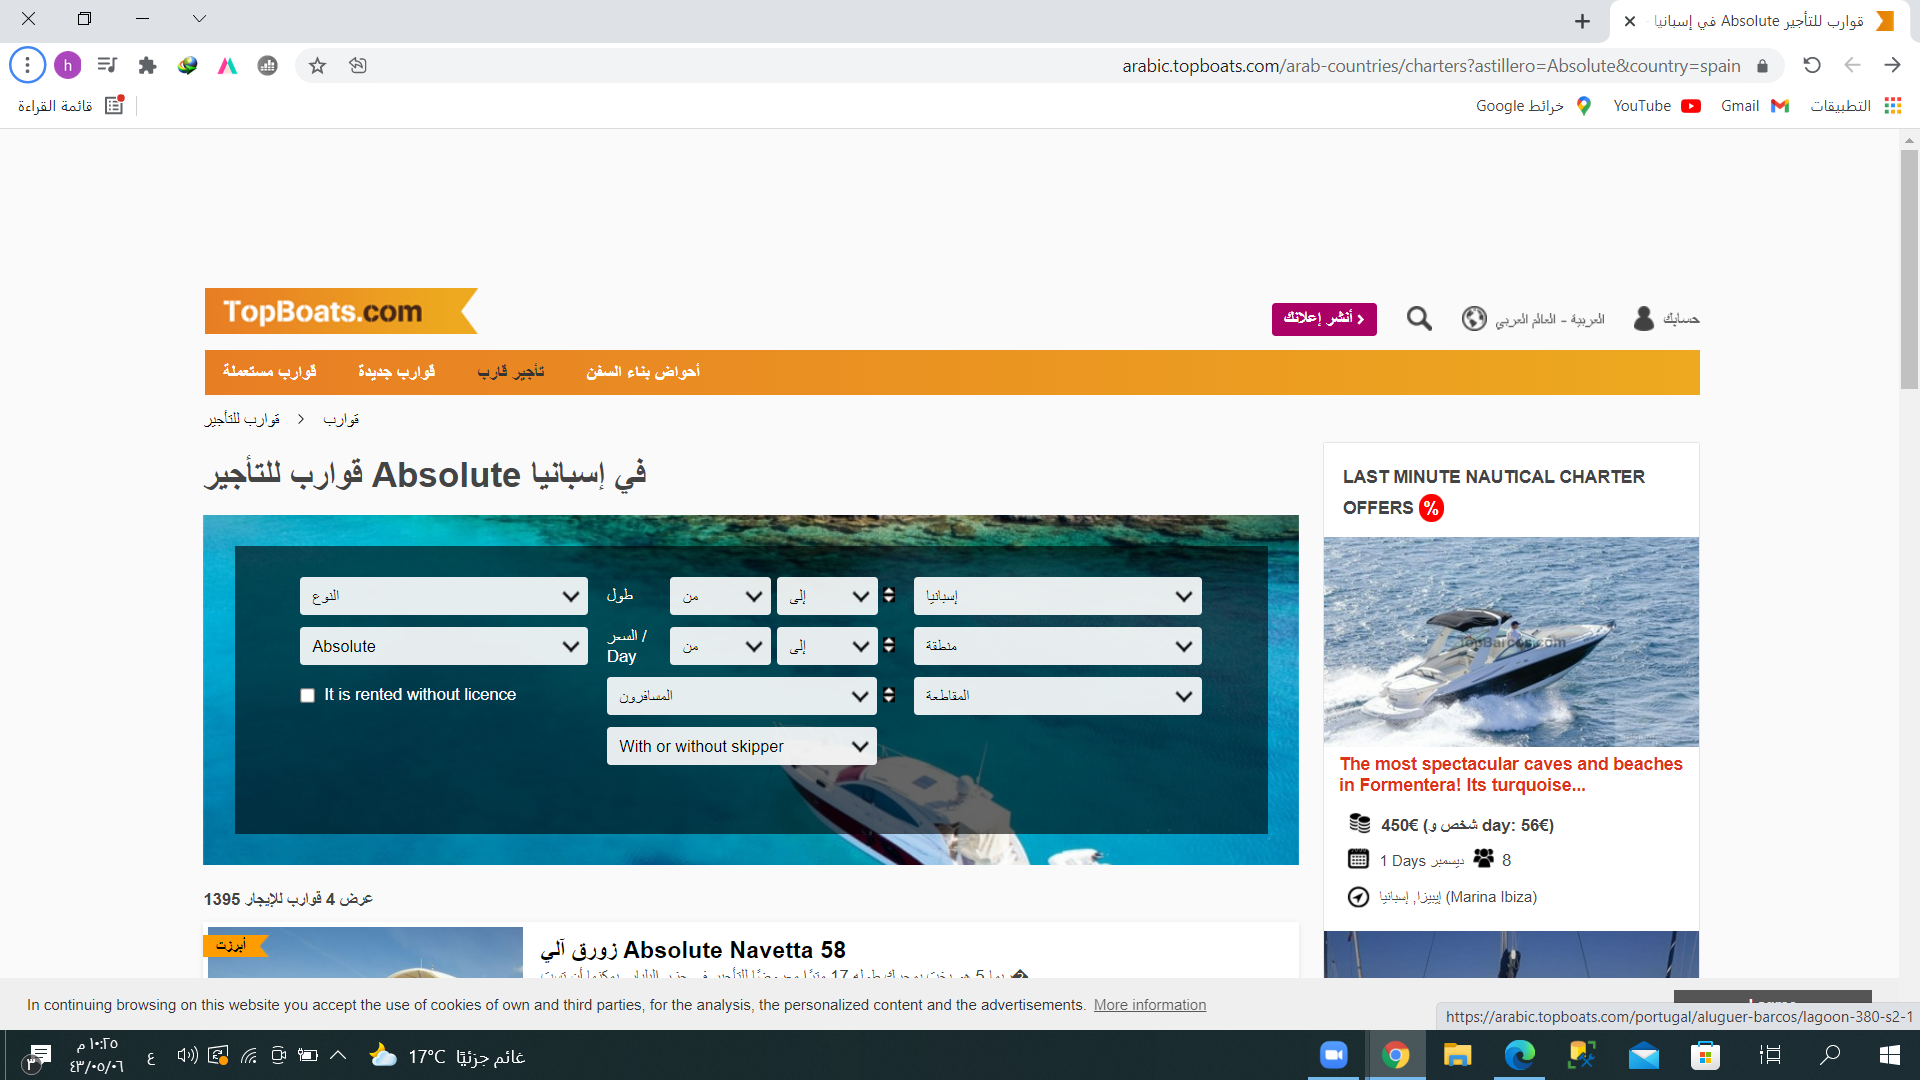 قوارب للتأجير Absolute في إسبانيا
arabic.topboats.com/arab-countries/charters?astillero=Absolute&country=spain
h
التطبيقات
Gmail
YouTube
خرائط Google
قائمة القراءة
TopBoats.com
أنشر إعلانك
العربية - العالم العربي
حسابك
قوارب مستعملة
قوارب جديدة
تأجير قارب
أحواض بناء السفن
قوارب للتأجير
قوارب
قوارب للتأجير Absolute في إسبانيا
النوع
طول
من
إلى
إسبانيا
Absolute
السعر /
Day
من
إلى
منطقة
It is rented without licence
المسافرون
المقاطعة
With or without skipper
عرض 4 قوارب للإيجار 1395
أبرزت
زورق آلي Absolute Navetta 58
LAST MINUTE NAUTICAL CHARTER
OFFERS %
TopBarcos.com
The most spectacular caves and beaches
in Formentera! Its turquoise...
450€ (شخص و day: 56€)
1 Days ديسمبر 8
إيبيزا, إسبانيا (Marina Ibiza)
In continuing browsing on this website you accept the use of cookies of own and third parties, for the analysis, the personalized content and the advertisements. More information
https://arabic.topboats.com/portugal/aluguer-barcos/lagoon-380-s2-1
١٠:٢٥ م
٤٣/٠٥/٠٦
٣
ع
17°C غائم جزئيًا